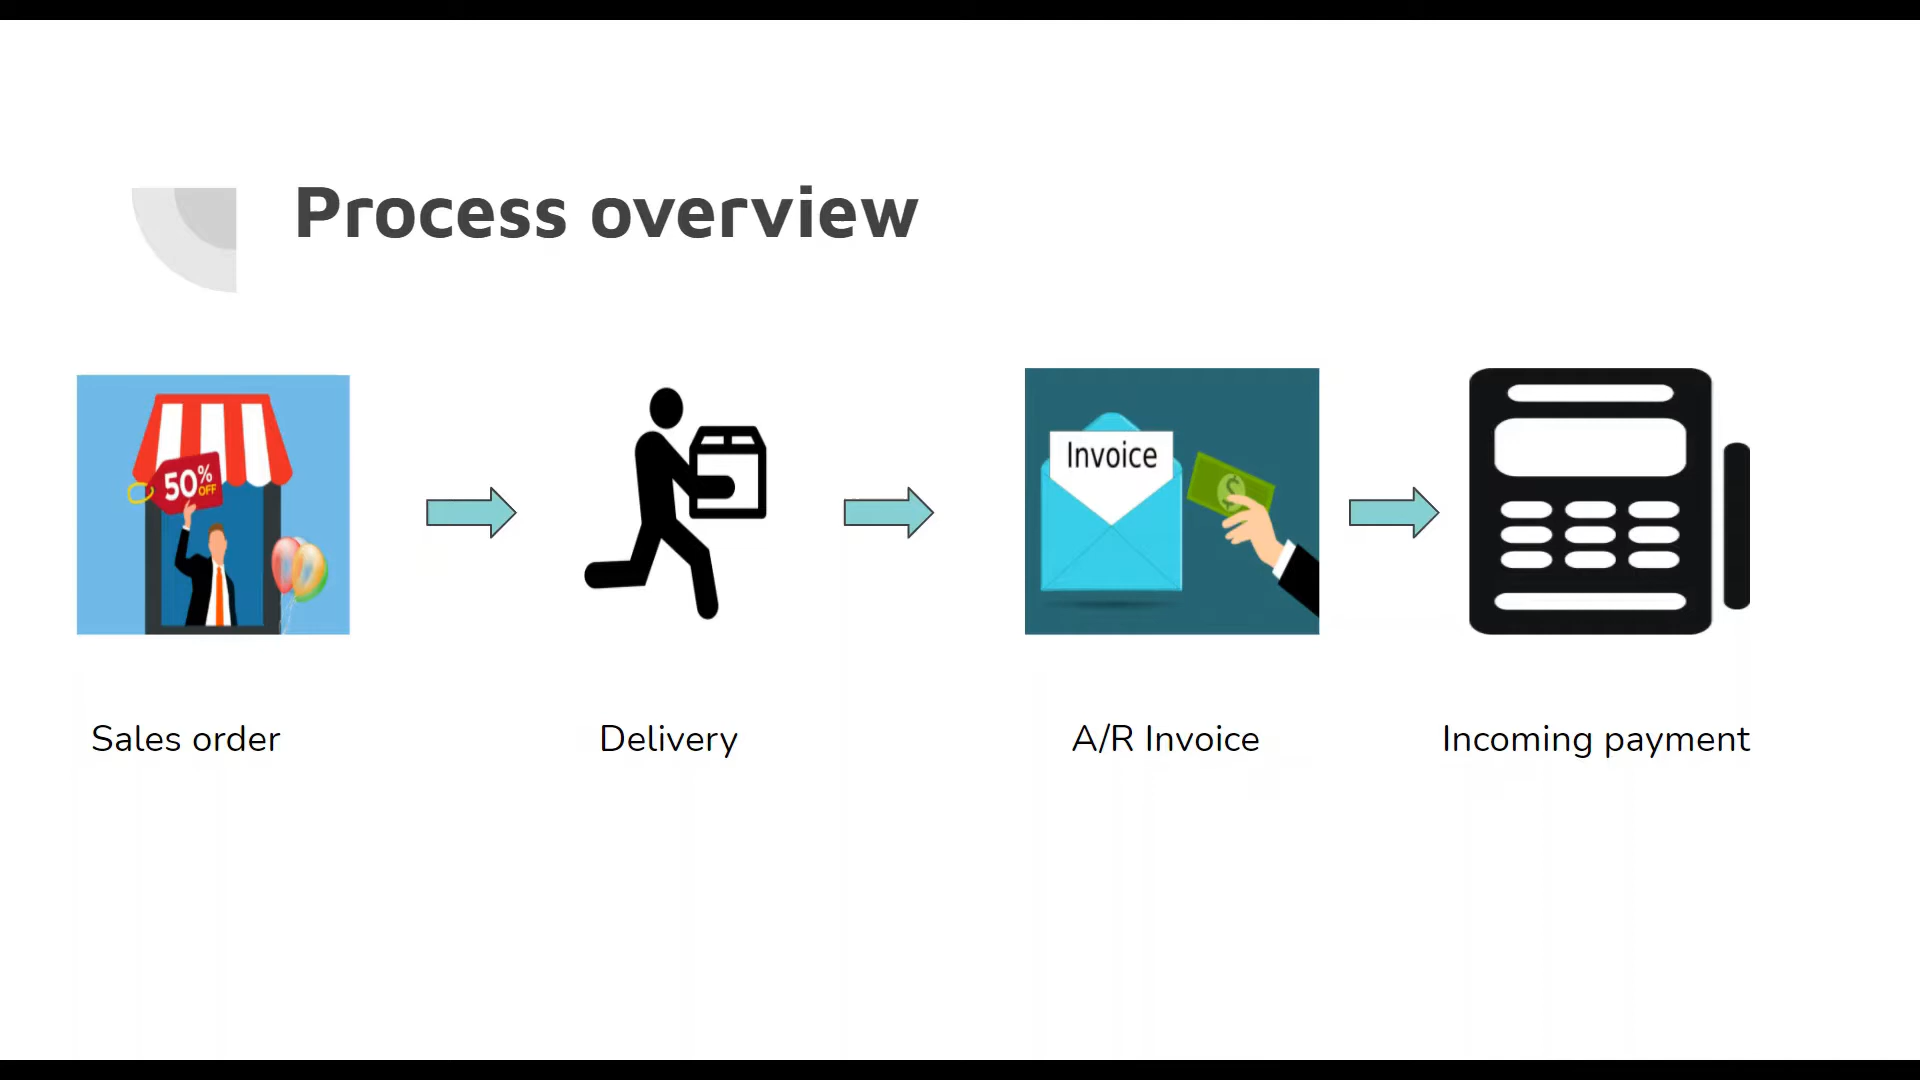 Process overview
50%
OFF
Invoice
$
Sales order
Delivery
A/R Invoice
Incoming payment